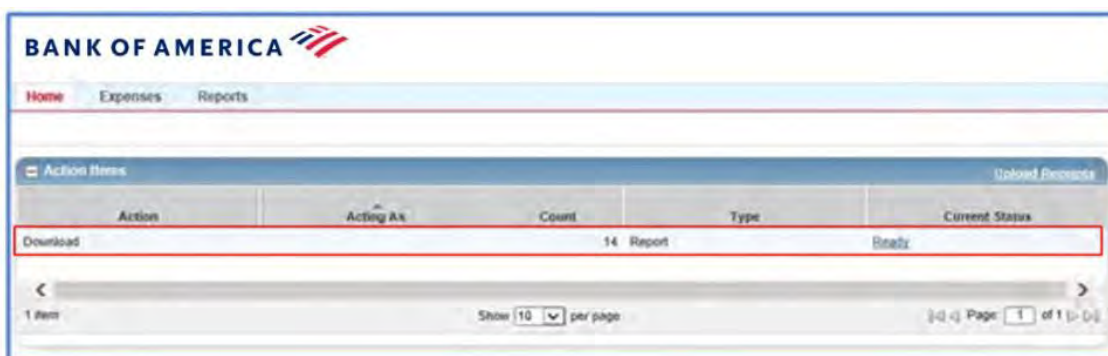 BANK OF AMERICA
Home Expenses Reports
Action Items Upload Receipts
Action Acting As Count Type Current Status
Download 14 Report Ready
1 item Show 10 per page Page 1 of 1